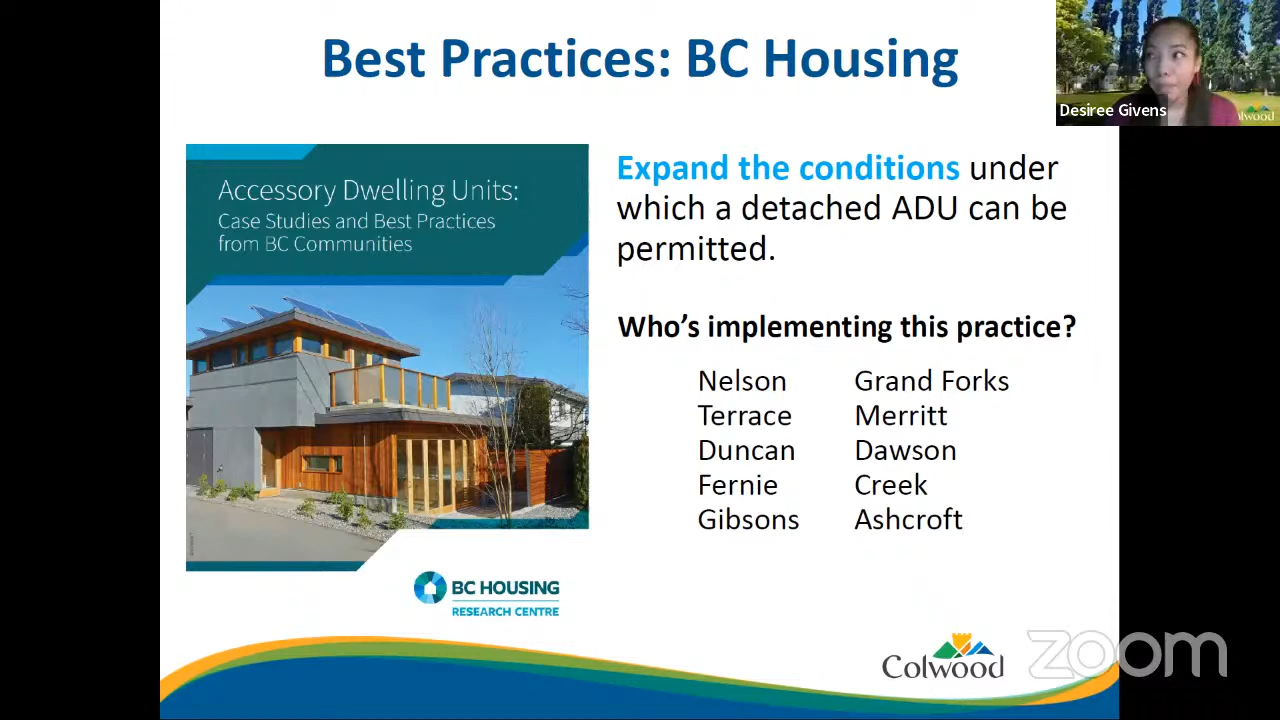 Best Practices: BC Housing
Desiree Givens
lwood
Accessory Dwelling Units:
Case Studies and Best Practices
from BC Communities
BC HOUSING
RESEARCH CENTRE
Expand the conditions under
which a detached ADU can be
permitted.
Who's implementing this practice?
Nelson
Terrace
Duncan
Fernie
Gibsons
Grand Forks
Merritt
Dawson
Creek
Ashcroft
Colwood
zoom